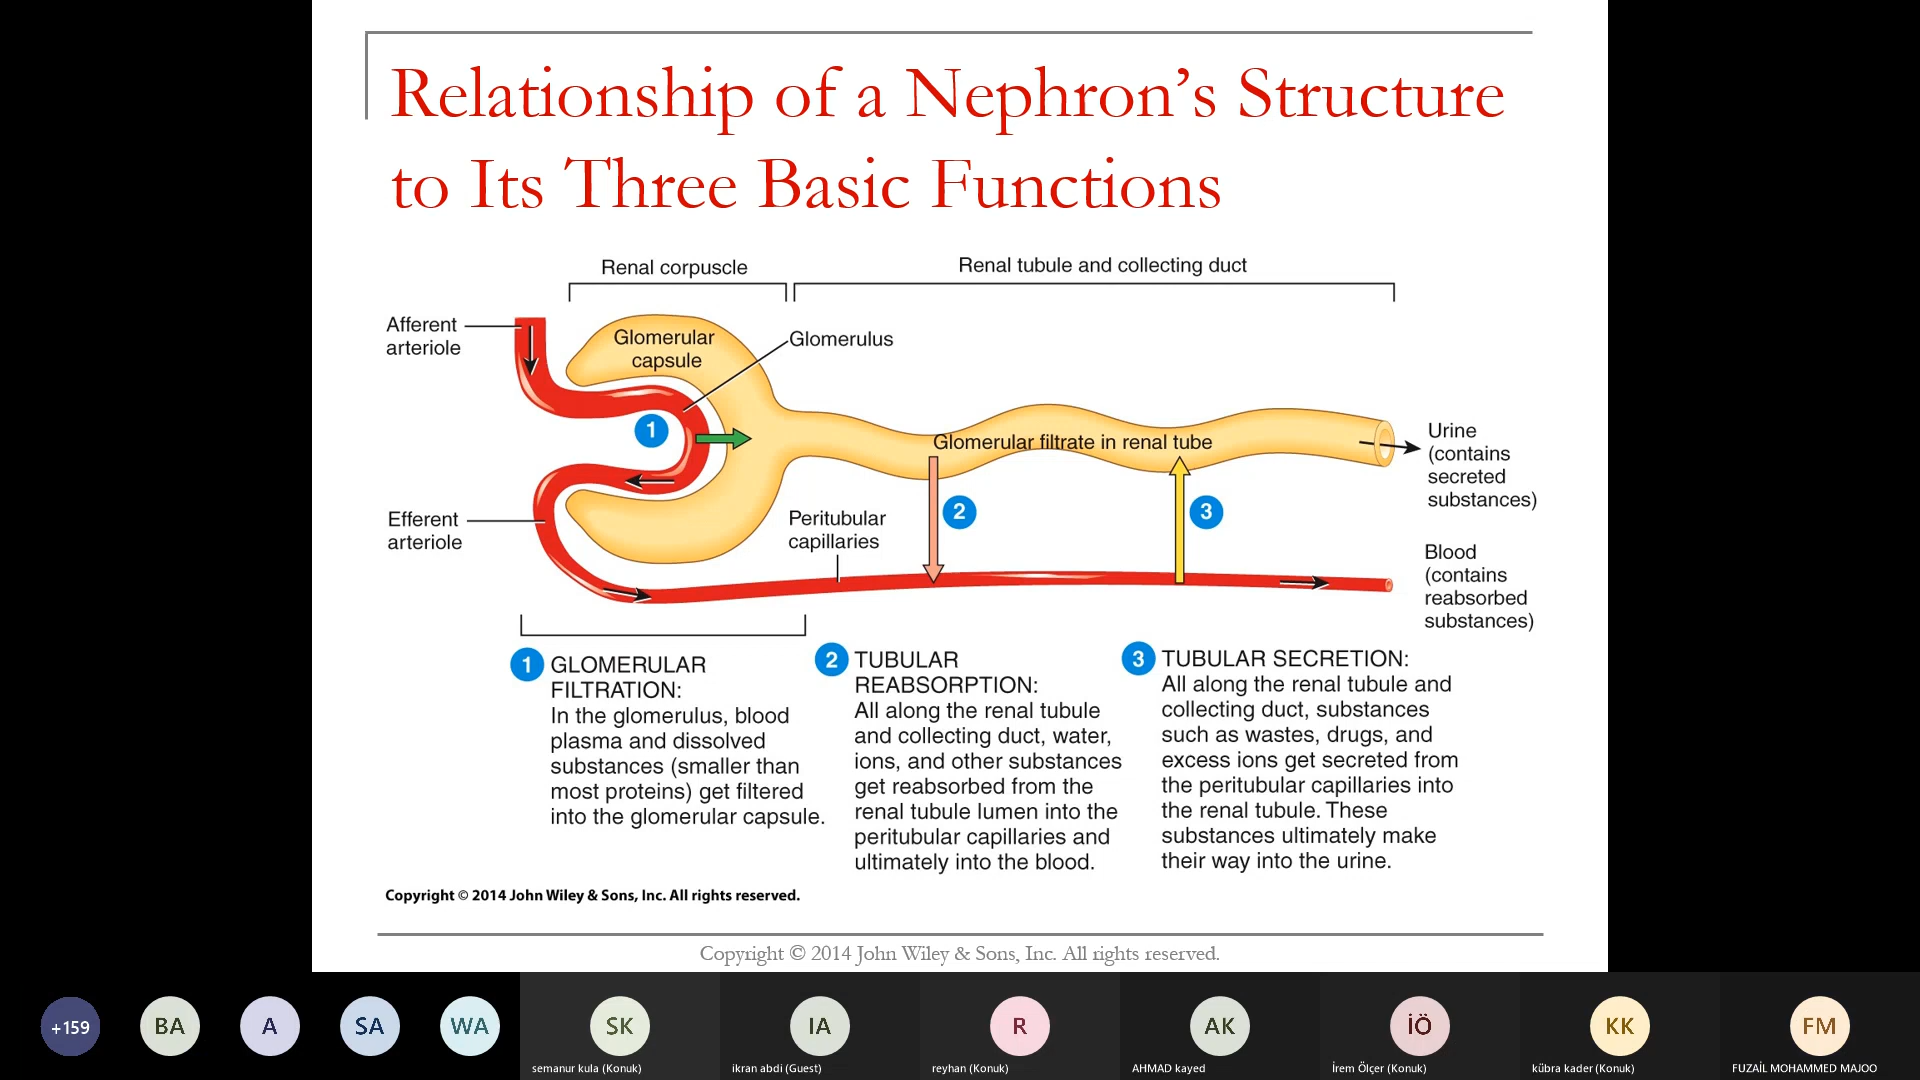 Relationship of a Nephron’s Structure
to Its Three Basic Functions
Renal corpuscle
Renal tubule and collecting duct
Afferent
arteriole
Glomerular
capsule
Glomerulus
1
Glomerular filtrate in renal tube
Urine
(contains
secreted
substances)
Efferent
arteriole
Peritubular
capillaries
2
3
Blood
(contains
reabsorbed
substances)
1 GLOMERULAR
FILTRATION:
In the glomerulus, blood
plasma and dissolved
substances (smaller than
most proteins) get filtered
into the glomerular capsule.
2 TUBULAR
REABSORPTION:
All along the renal tubule
and collecting duct, water,
ions, and other substances
get reabsorbed from the
renal tubule lumen into the
peritubular capillaries and
ultimately into the blood.
3 TUBULAR SECRETION:
All along the renal tubule and
collecting duct, substances
such as wastes, drugs, and
excess ions get secreted from
the peritubular capillaries into
the renal tubule. These
substances ultimately make
their way into the urine.
Copyright © 2014 John Wiley & Sons, Inc. All rights reserved.
Copyright © 2014 John Wiley & Sons, Inc. All rights reserved.
+159 BA A SA WA SK IA R AK İÖ KK FM
semanur kula (Konuk) ikran abdi (Guest) reyhan (Konuk) AHMAD kayed İrem Ölçer (Konuk) kübra kader (Konuk) FUZAİL MOHAMMED MAJOO